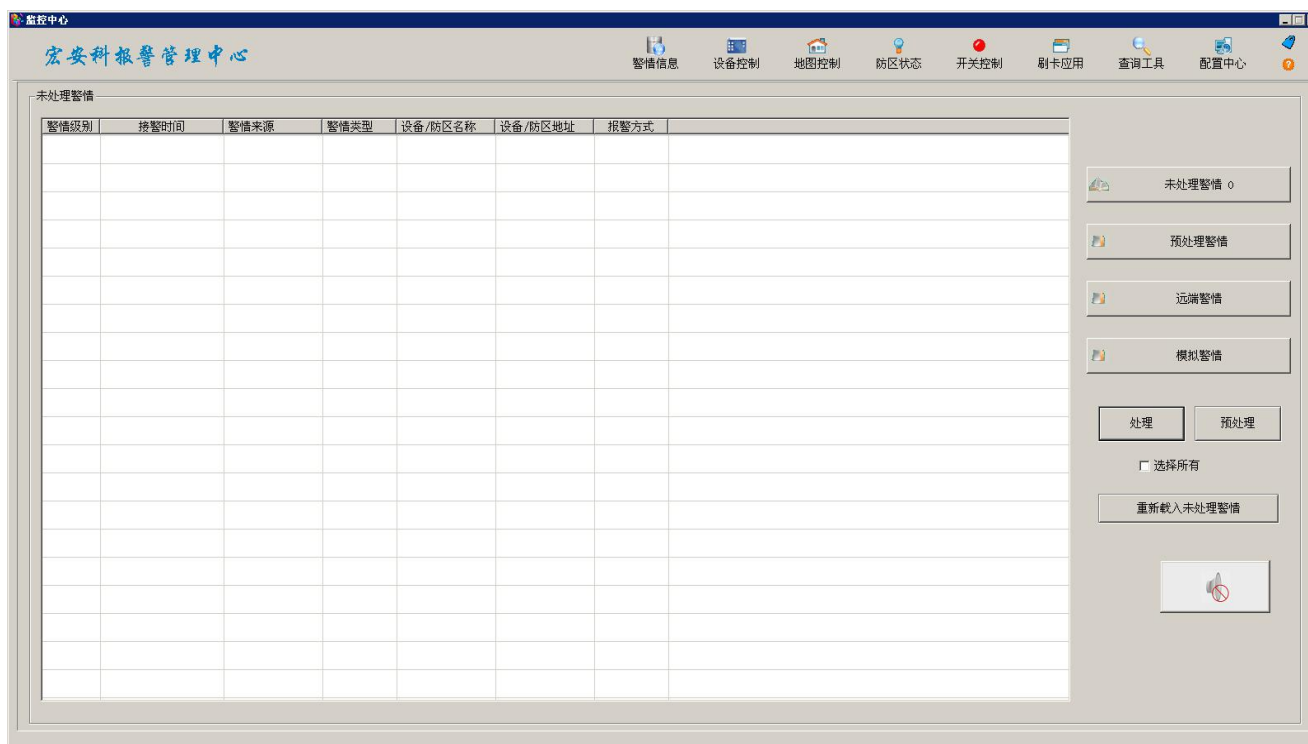 监控中心
宏安科报警管理中心
警情信息 设备控制 地图控制 防区状态 开关控制 刷卡应用 查询工具 配置中心
未处理警情
警情级别 接警时间 警情来源 警情类型 设备/防区名称 设备/防区地址 报警方式
未处理警情 0
预处理警情
远端警情
模拟警情
处理 预处理
选择所有
重新载入未处理警情